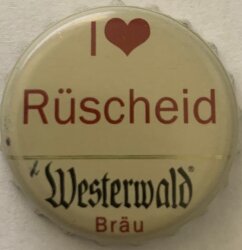 I ❤
Rüscheid
Westerwald
Bräu